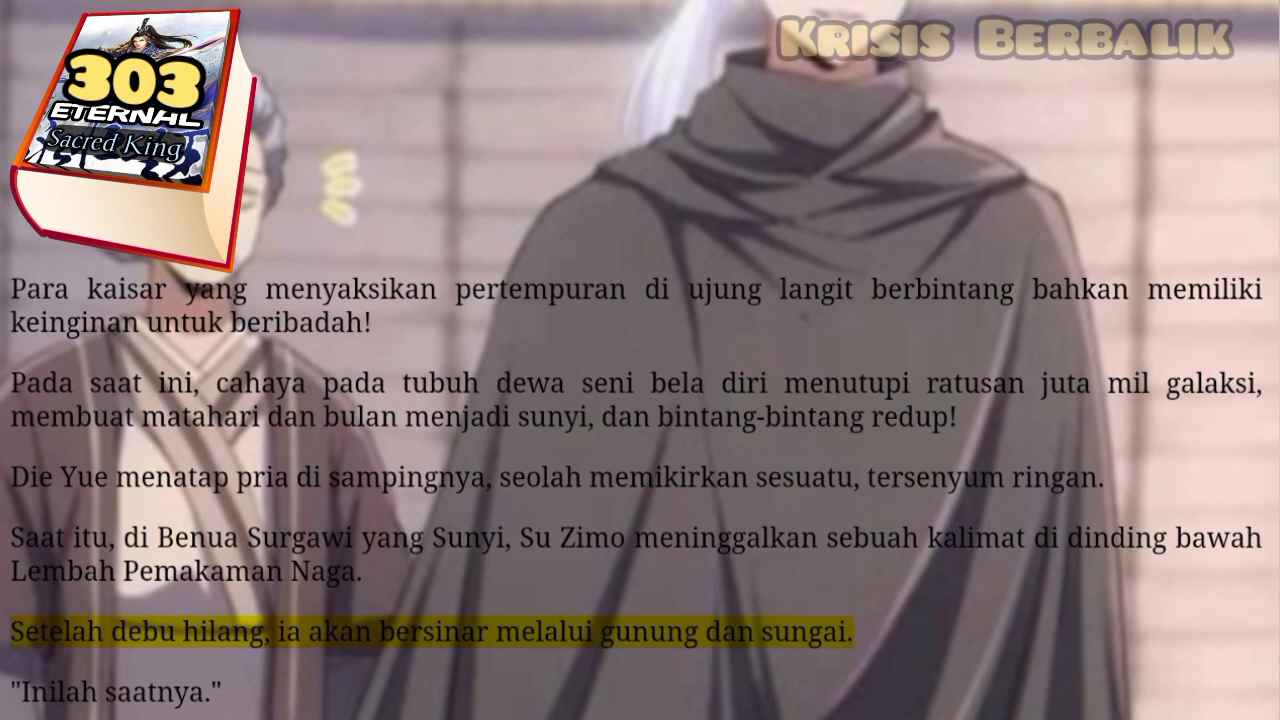 Krisis Berbalik
303
ETERNAL
Sacred King
Para kaisar yang menyaksikan pertempuran di ujung langit berbintang bahkan memiliki
keinginan untuk beribadah!
Pada saat ini, cahaya pada tubuh dewa seni bela diri menutupi ratusan juta mil galaksi,
membuat matahari dan bulan menjadi sunyi, dan bintang-bintang redup!
Die Yue menatap pria di sampingnya, seolah memikirkan sesuatu, tersenyum ringan.
Saat itu, di Benua Surgawi yang Sunyi, Su Zimo meninggalkan sebuah kalimat di dinding bawah
Lembah Pemakaman Naga.
Setelah debu hilang, ia akan bersinar melalui gunung dan sungai.
"Inilah saatnya."